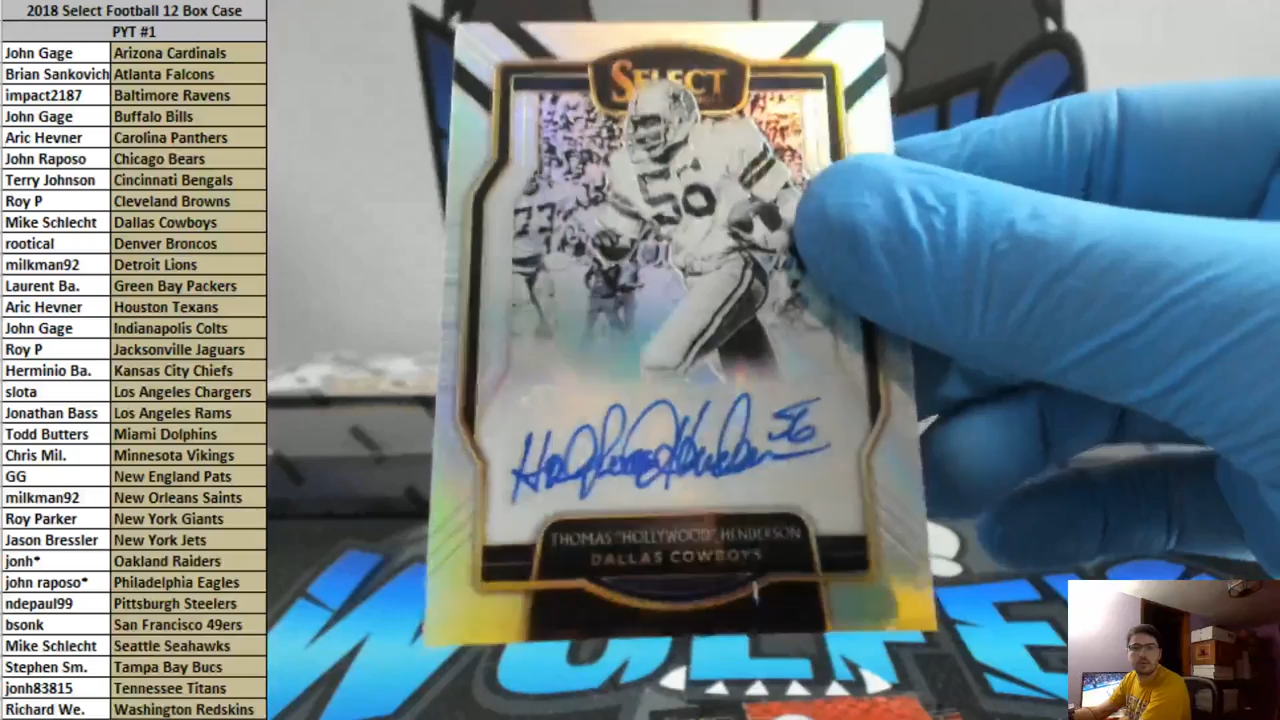 2018 Select Football 12 Box Case
PYT #1
John Gage Arizona Cardinals
Brian Sankovich Atlanta Falcons
impact2187 Baltimore Ravens
John Gage Buffalo Bills
Aric Hevner Carolina Panthers
John Raposo Chicago Bears
Terry Johnson Cincinnati Bengals
Roy P Cleveland Browns
Mike Schlecht Dallas Cowboys
rootical Denver Broncos
milkman92 Detroit Lions
Laurent Ba. Green Bay Packers
Aric Hevner Houston Texans
John Gage Indianapolis Colts
Roy P Jacksonville Jaguars
Herminio Ba. Kansas City Chiefs
slota Los Angeles Chargers
Jonathan Bass Los Angeles Rams
Todd Butters Miami Dolphins
Chris Mil. Minnesota Vikings
GG New England Pats
milkman92 New Orleans Saints
Roy Parker New York Giants
Jason Bressler New York Jets
jonh* Oakland Raiders
john raposo* Philadelphia Eagles
ndepaul99 Pittsburgh Steelers
bsonk San Francisco 49ers
Mike Schlecht Seattle Seahawks
Stephen Sm. Tampa Bay Bucs
jonh83815 Tennessee Titans
Richard We. Washington Redskins
SELECT
56
Hollywood Henderson 56
THOMAS "HOLLYWOOD" HENDERSON
DALLAS COWBOYS